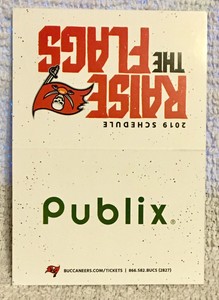 RAISE
THE
FLAGS
2019 SCHEDULE
Publix®
BUCCANEERS.COM/TICKETS | 866.582.BUCS (2827)